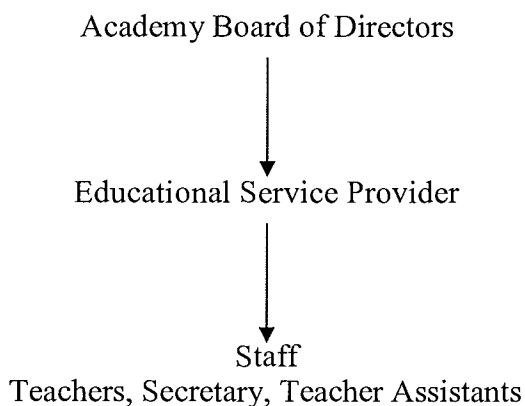 Academy Board of Directors
Educational Service Provider
Staff
Teachers, Secretary, Teacher Assistants